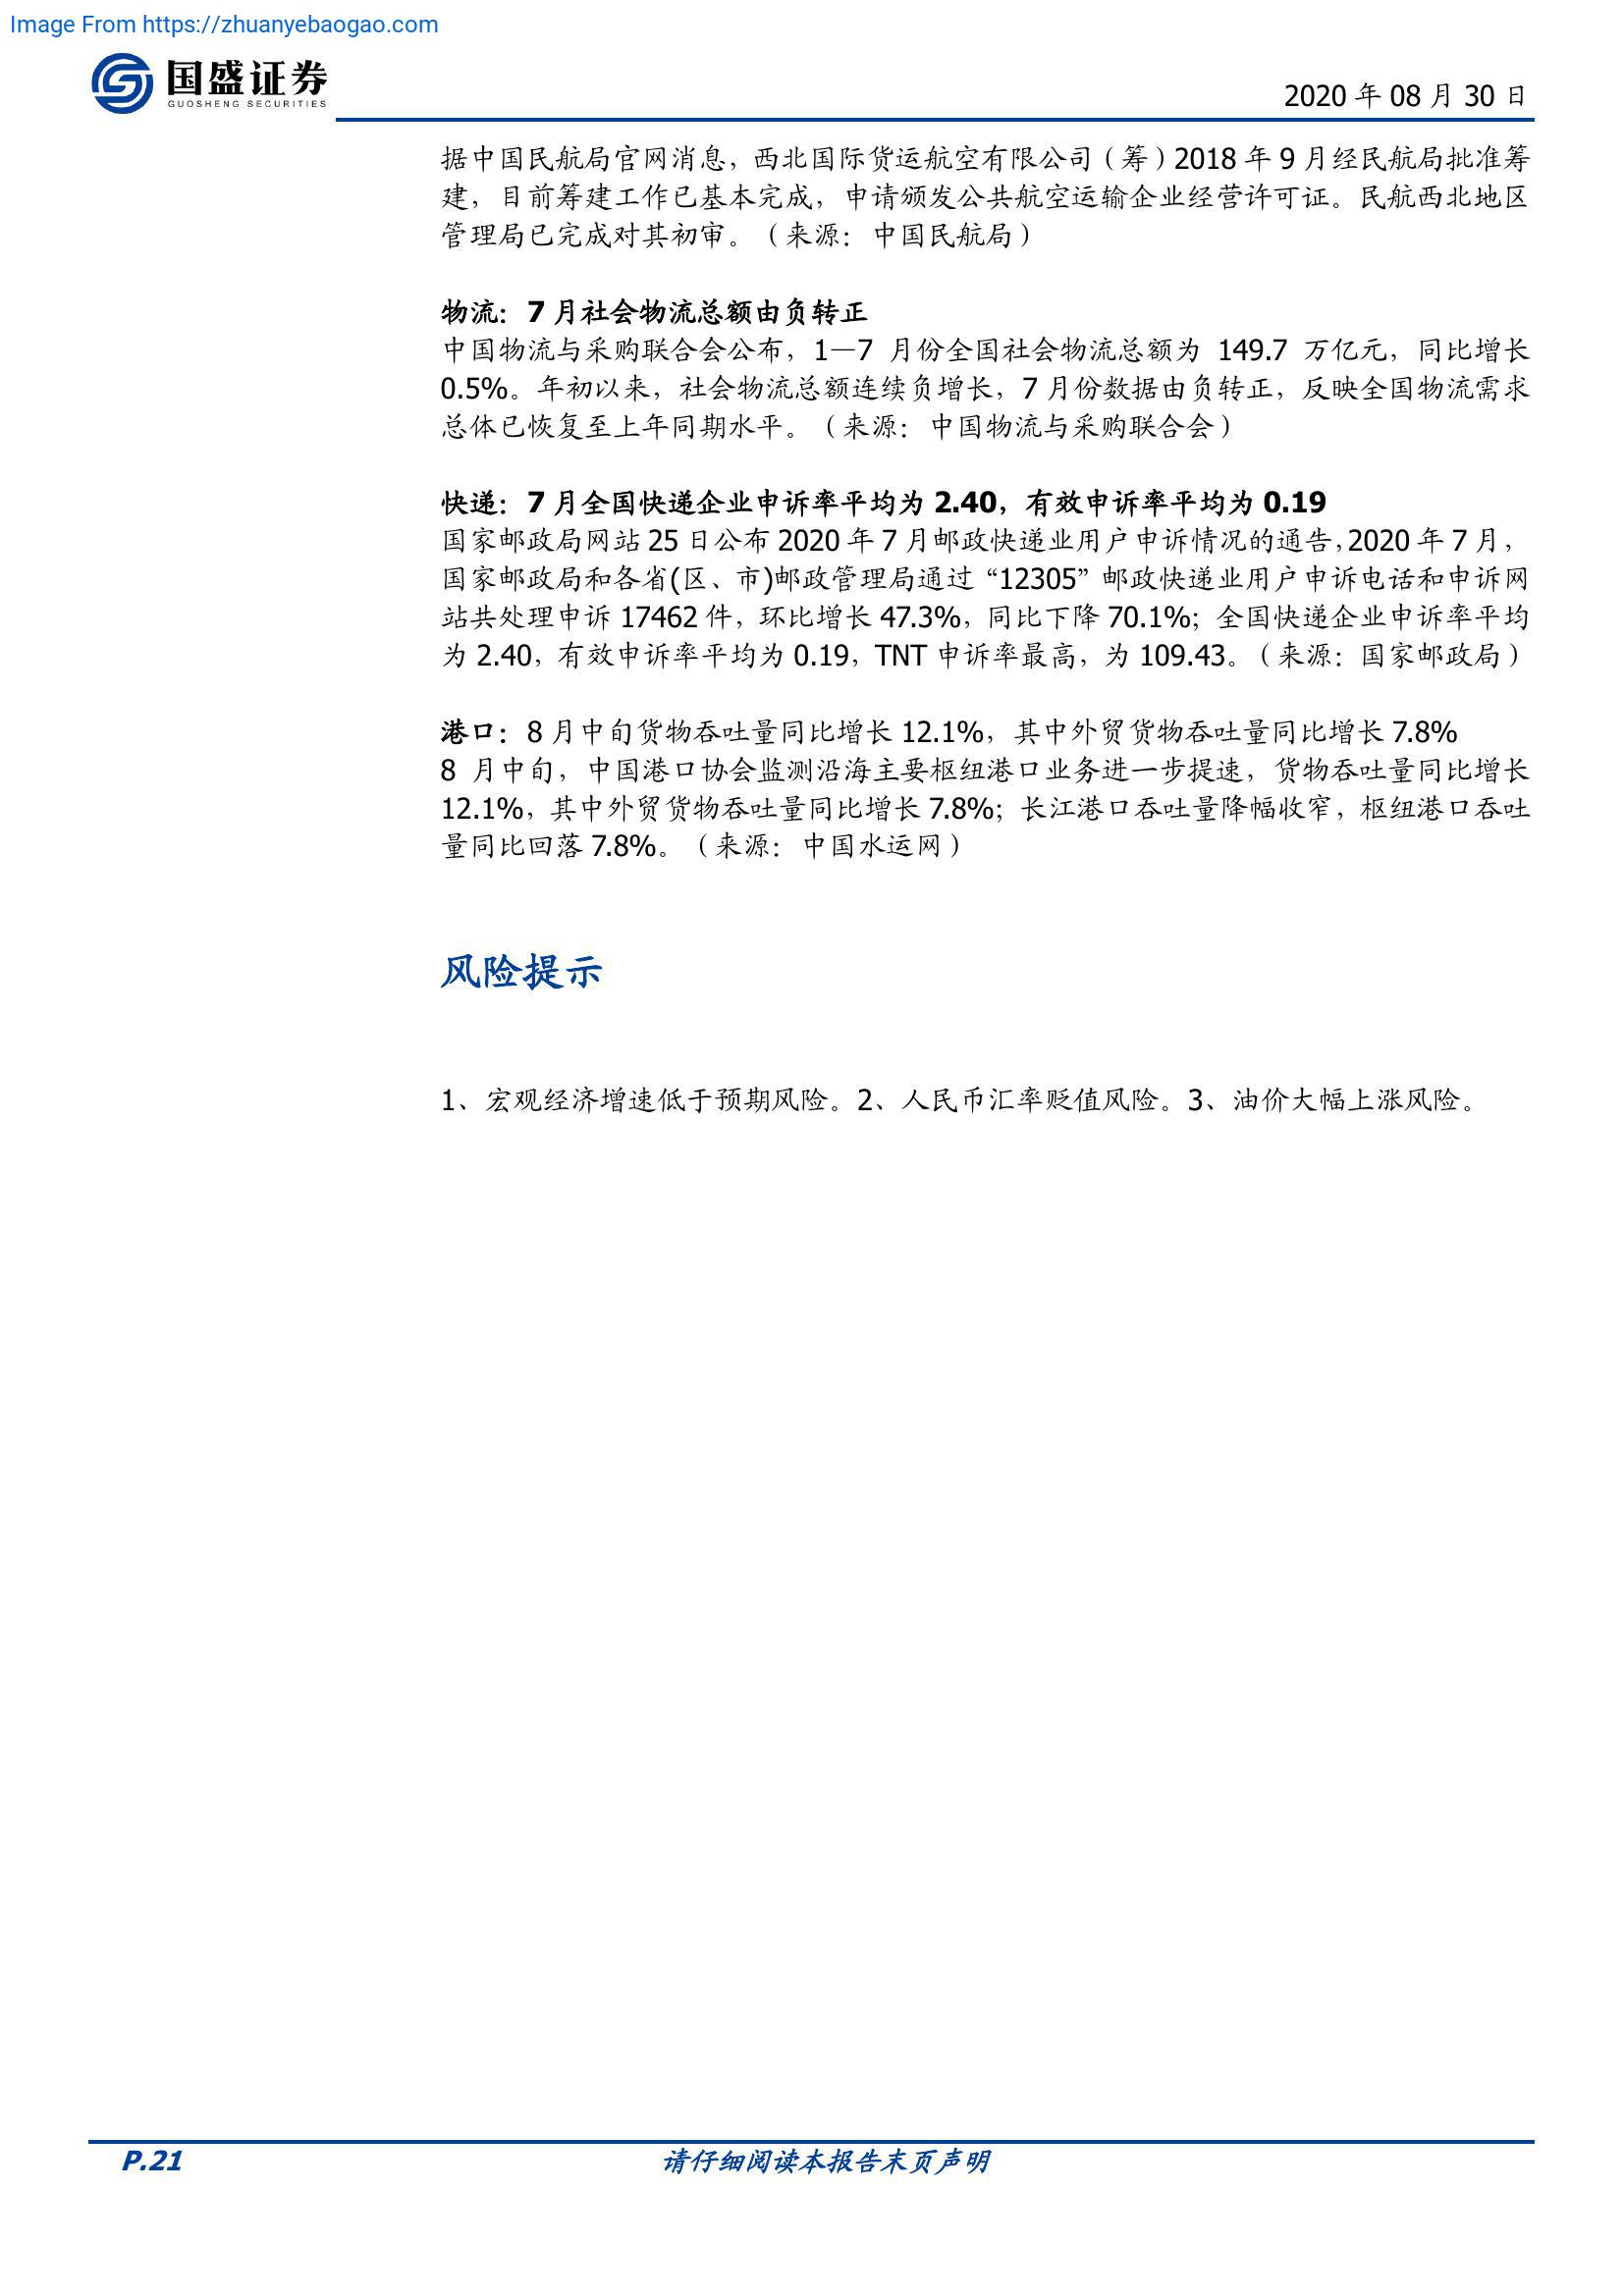 Image From https://zhuanyebaogao.com
国盛证券
GUOSHENG SECURITIES
2020 年 08 月 30 日
据中国民航局官网消息，西北国际货运航空有限公司（筹）2018 年 9 月经民航局批准筹
建，目前筹建工作已基本完成，申请颁发公共航空运输企业经营许可证。民航西北地区
管理局已完成对其初审。（来源：中国民航局）
物流：7 月社会物流总额由负转正
中国物流与采购联合会公布，1—7 月份全国社会物流总额为 149.7 万亿元，同比增长
0.5%。年初以来，社会物流总额连续负增长，7 月份数据由负转正，反映全国物流需求
总体已恢复至上年同期水平。（来源：中国物流与采购联合会）
快递：7 月全国快递企业申诉率平均为 2.40，有效申诉率平均为 0.19
国家邮政局网站 25 日公布 2020 年 7 月邮政快递业用户申诉情况的通告，2020 年 7 月，
国家邮政局和各省(区、市)邮政管理局通过“12305”邮政快递业用户申诉电话和申诉网
站共处理申诉 17462 件，环比增长 47.3%，同比下降 70.1%；全国快递企业申诉率平均
为 2.40，有效申诉率平均为 0.19，TNT 申诉率最高，为 109.43。（来源：国家邮政局）
港口：8 月中旬货物吞吐量同比增长 12.1%，其中外贸货物吞吐量同比增长 7.8%
8 月中旬，中国港口协会监测沿海主要枢纽港口业务进一步提速，货物吞吐量同比增长
12.1%，其中外贸货物吞吐量同比增长 7.8%；长江港口吞吐量降幅收窄，枢纽港口吞吐
量同比回落 7.8%。（来源：中国水运网）
风险提示
1、宏观经济增速低于预期风险。2、人民币汇率贬值风险。3、油价大幅上涨风险。
P.21
请仔细阅读本报告末页声明